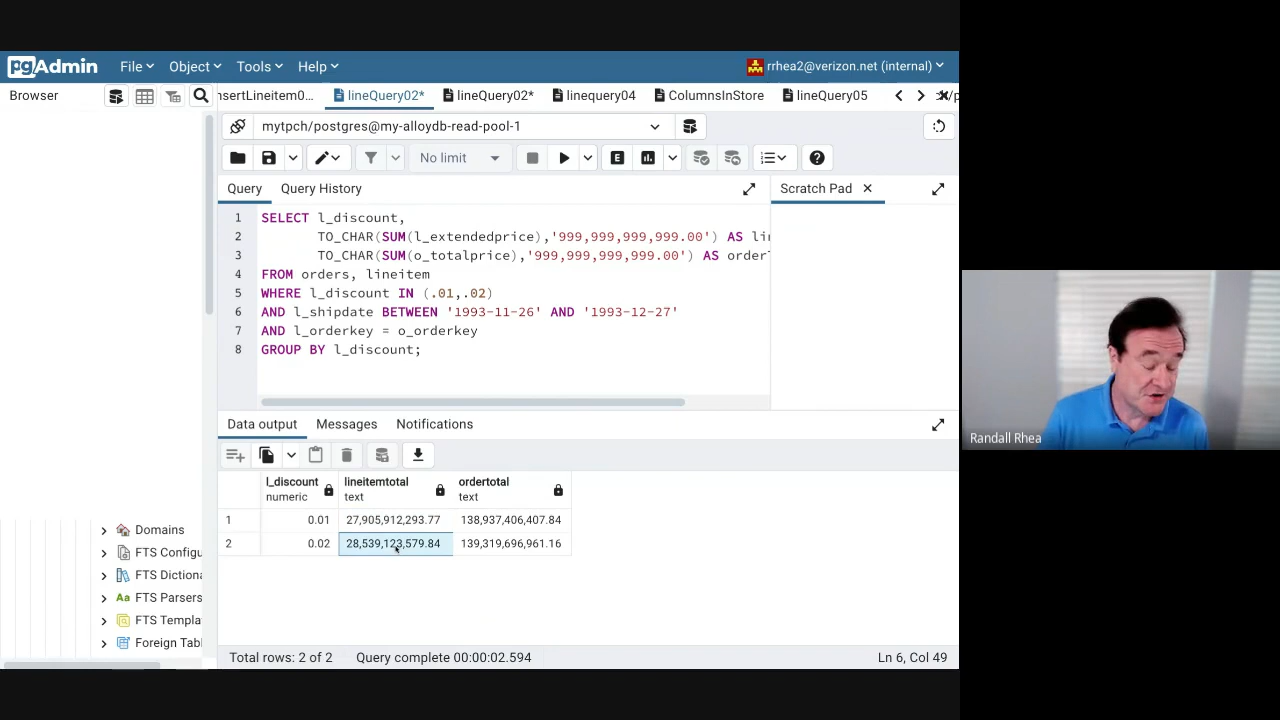 pgAdmin File Object Tools Help rrhea2@verizon.net (internal)
Browser nsertLineitem0... lineQuery02* lineQuery02* linequery04 ColumnsInStore lineQuery05
mytpch/postgres@my-alloydb-read-pool-1
No limit E
Query Query History Scratch Pad
1 SELECT l_discount,
2 TO_CHAR(SUM(l_extendedprice),'999,999,999,999.00') AS lin
3 TO_CHAR(SUM(o_totalprice),'999,999,999,999.00') AS order
4 FROM orders, lineitem
5 WHERE l_discount IN (.01,.02)
6 AND l_shipdate BETWEEN '1993-11-26' AND '1993-12-27'
7 AND l_orderkey = o_orderkey
8 GROUP BY l_discount;
Randall Rhea
Data output Messages Notifications
l_discount lineitemtotal ordertotal
numeric text text
1 0.01 27,905,912,293.77 138,937,406,407.84
2 0.02 28,539,123,579.84 139,319,696,961.16
Domains
FTS Configu
FTS Dictiona
Aa FTS Parsers
FTS Templa
Foreign Tabl
Total rows: 2 of 2 Query complete 00:00:02.594 Ln 6, Col 49